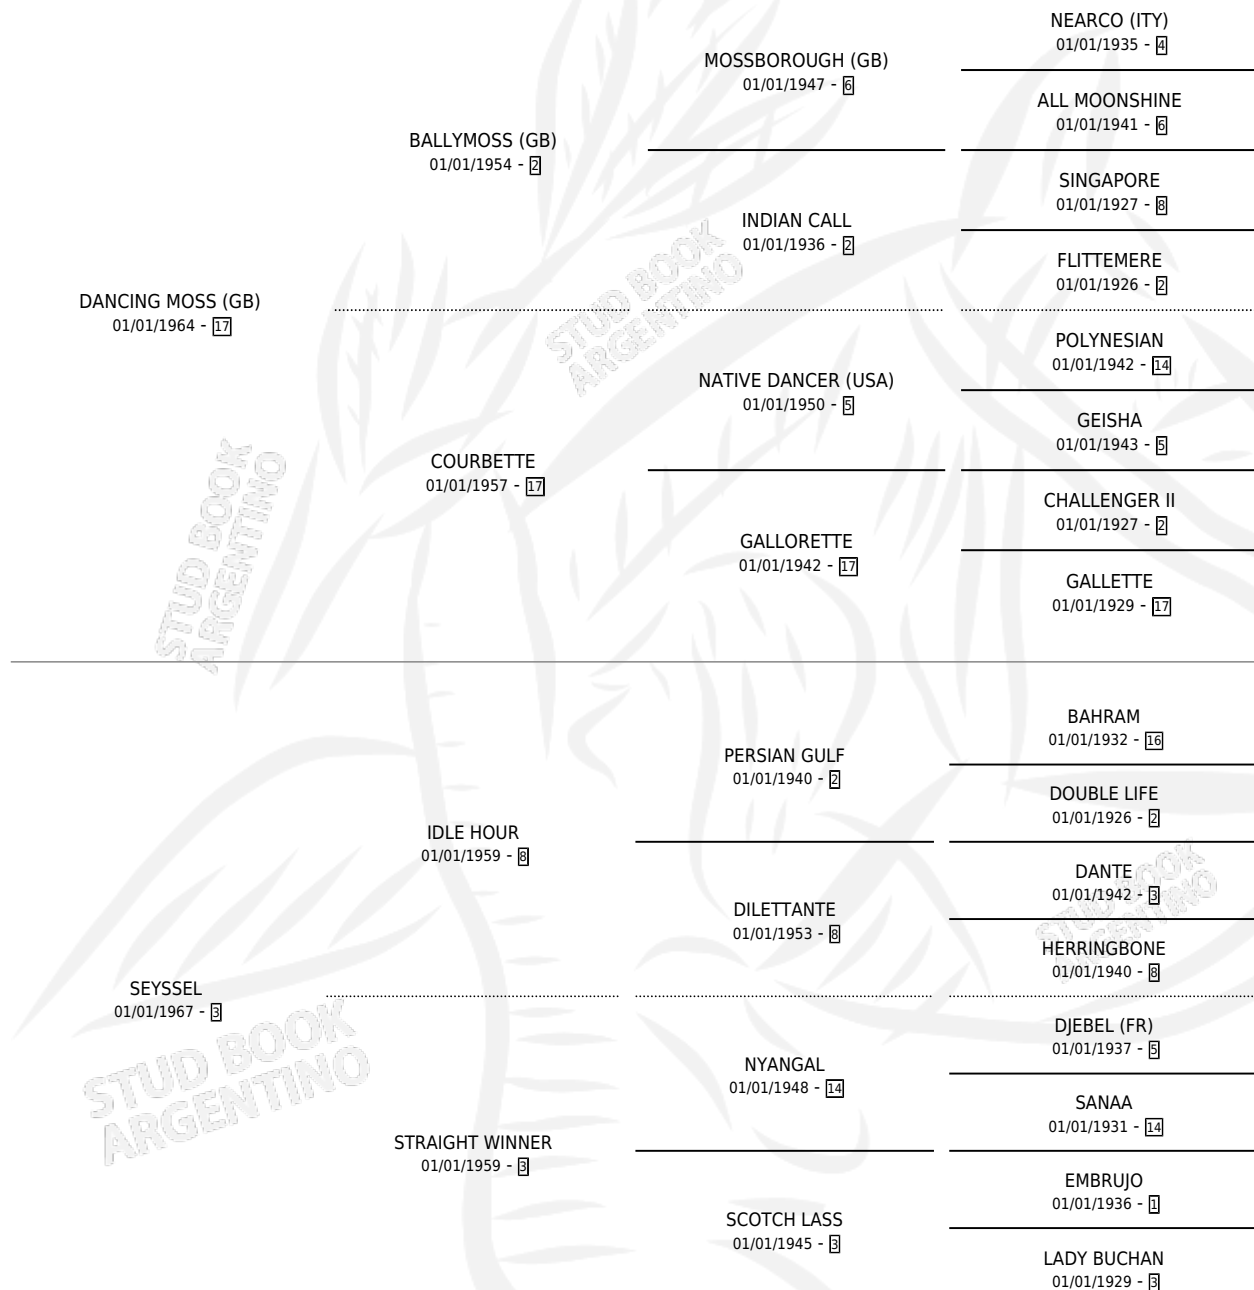 NEARCO (ITY)
01/01/1935 - 4
MOSSBOROUGH (GB)
01/01/1947 - 6
ALL MOONSHINE
01/01/1941 - 6
BALLYMOSS (GB)
01/01/1954 - 2
SINGAPORE
01/01/1927 - 8
INDIAN CALL
01/01/1936 - 2
FLITTEMERE
01/01/1926 - 2
DANCING MOSS (GB)
01/01/1964 - 17
STUD BOOK
ARGENTINO
POLYNESIAN
01/01/1942 - 14
NATIVE DANCER (USA)
01/01/1950 - 5
GEISHA
01/01/1943 - 5
COURBETTE
01/01/1957 - 17
CHALLENGER II
01/01/1927 - 2
GALLORETTE
01/01/1942 - 17
GALLETTE
01/01/1929 - 17
STUD BOOK
ARGENTINO
BAHRAM
01/01/1932 - 16
PERSIAN GULF
01/01/1940 - 2
DOUBLE LIFE
01/01/1926 - 2
IDLE HOUR
01/01/1959 - 8
DANTE
01/01/1942 - 3
STUD BOOK
ARGENTINO
DILETTANTE
01/01/1953 - 8
HERRINGBONE
01/01/1940 - 8
SEYSSEL
01/01/1967 - 3
STUD BOOK
ARGENTINO
DJEBEL (FR)
01/01/1937 - 5
NYANGAL
01/01/1948 - 14
SANAA
01/01/1931 - 14
STRAIGHT WINNER
01/01/1959 - 3
EMBRUJO
01/01/1936 - 1
SCOTCH LASS
01/01/1945 - 3
LADY BUCHAN
01/01/1929 - 3